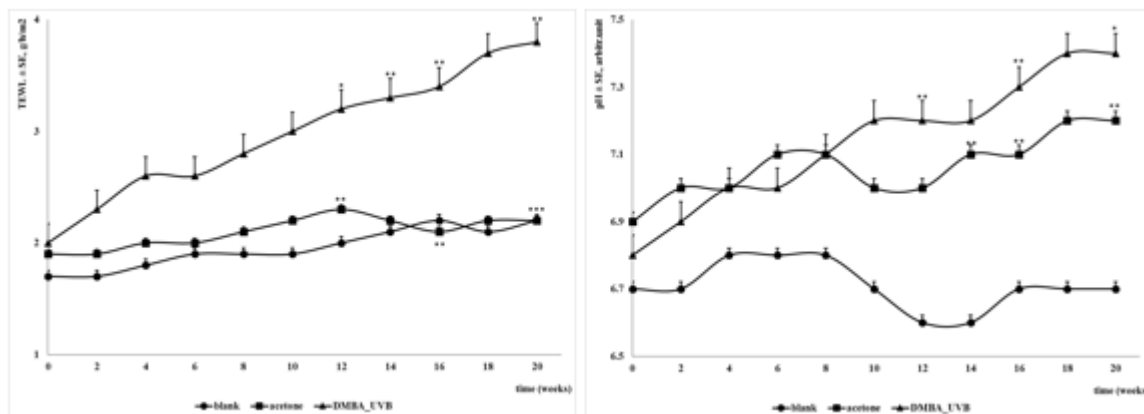 TEWL ± SE, g/h/m2
4
3
2
1
0 2 4 6 8 10 12 14 16 18 20
time (weeks)
blank acetone DMBA_UVB
* ** ** **
** ** ***
pH ± SE, arbitr.unit
7.5
7.3
7.1
6.9
6.7
6.5
0 2 4 6 8 10 12 14 16 18 20
time (weeks)
blank acetone DMBA_UVB
** ** *
** ** **